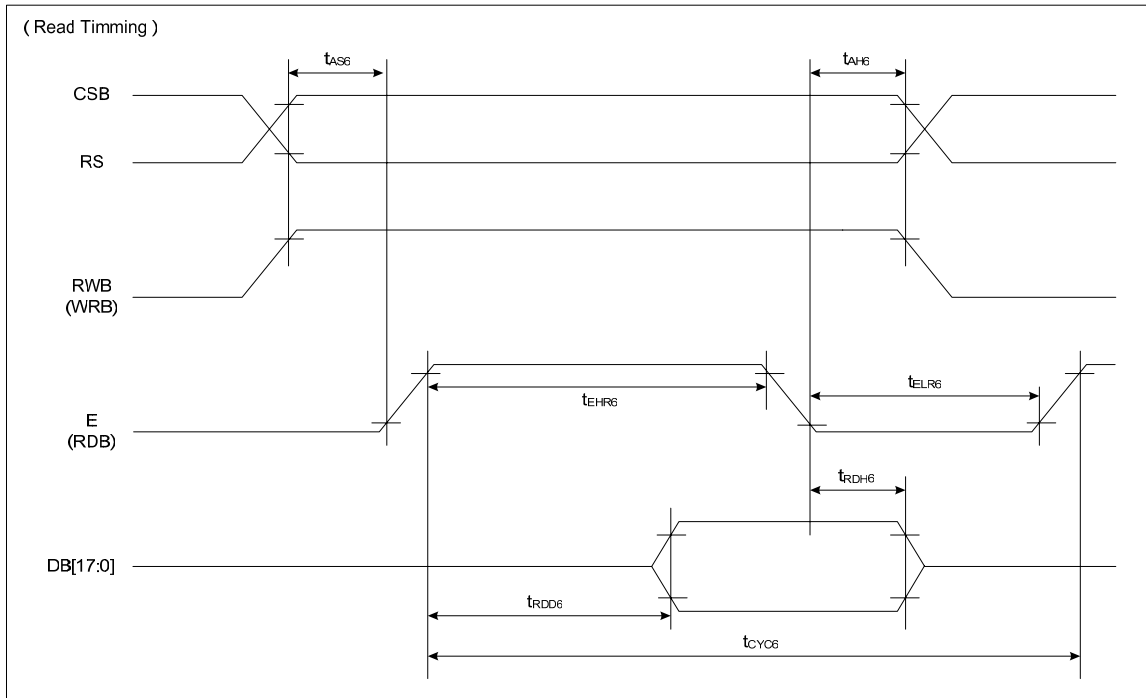 ( Read Timming )
tAS6
tAH6
CSB
RS
RWB
(WRB)
tEHR6
tELR6
E
(RDB)
tRDH6
DB[17:0]
tRDD6
tCYC6